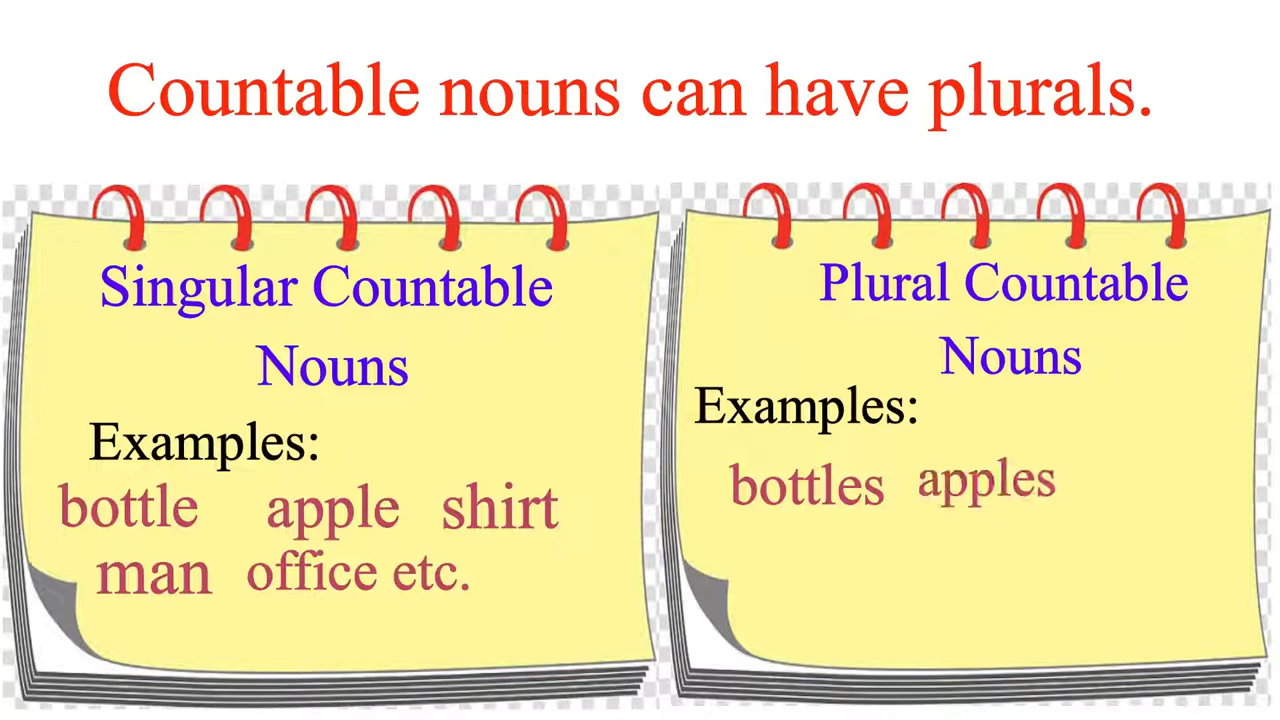 Countable nouns can have plurals.
Singular Countable
Nouns
Examples:
bottle apple shirt
man office etc.
Plural Countable
Nouns
Examples:
bottles apples